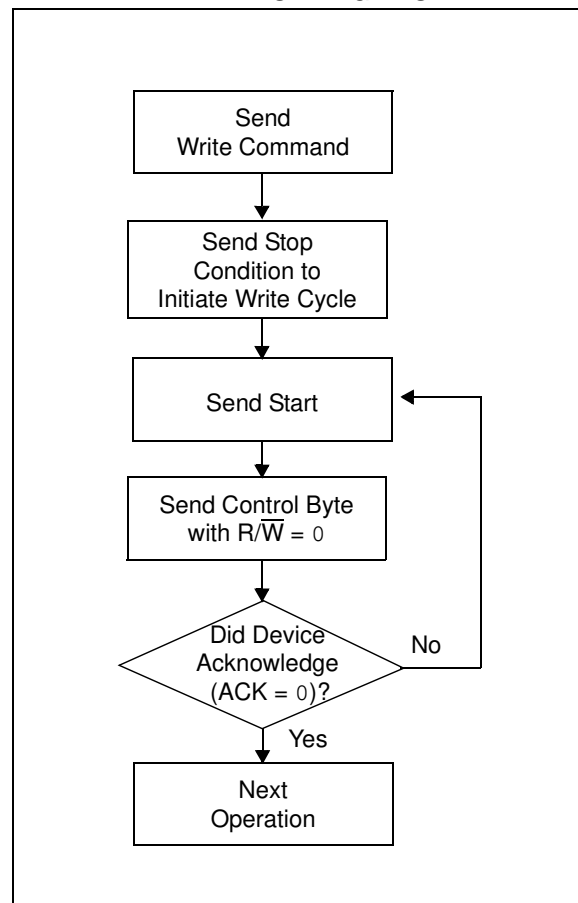 Send
Write Command
Send Stop
Condition to
Initiate Write Cycle
Send Start
Send Control Byte
with R/W̅ = 0
Did Device
Acknowledge
(ACK = 0)?
No
Yes
Next
Operation